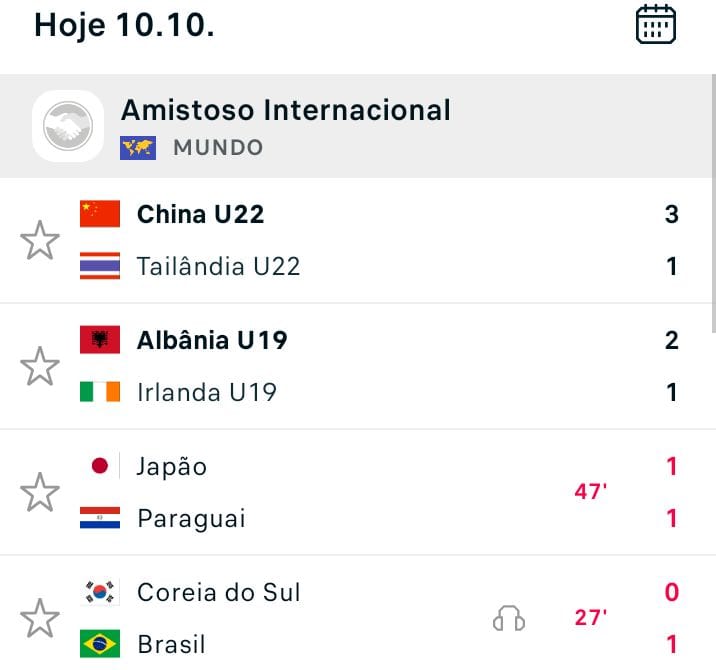 Hoje 10.10.
Amistoso Internacional
MUNDO
China U22 3
Tailândia U22 1
Albânia U19 2
Irlanda U19 1
Japão 1
47'
Paraguai 1
Coreia do Sul 0
27'
Brasil 1